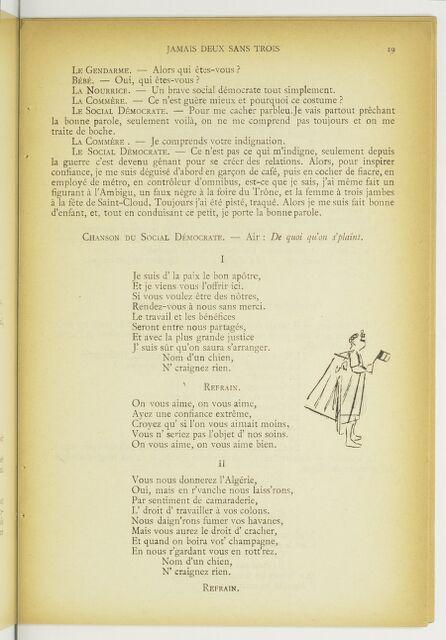 JAMAIS DEUX SANS TROIS 19
LE GENDARME. — Alors qui êtes-vous ?
BÉBÉ. — Oui, qui êtes-vous ?
LA NOURRICE. — Un brave social démocrate tout simplement.
LA COMMÈRE. — Ce n'est guère mieux et pourquoi ce costume ?
LE SOCIAL DÉMOCRATE. — Pour me cacher parbleu. Je vais partout prêchant
la bonne parole, seulement voilà, on ne me comprend pas toujours et on me
traite de boche.
LA COMMÈRE . — Je comprends votre indignation.
LE SOCIAL DÉMOCRATE. — Ce n'est pas ce qui m'indigne, seulement depuis
la guerre c'est devenu gênant pour se créer des relations. Alors, pour inspirer
confiance, je me suis déguisé d'abord en garçon de café, puis en cocher de fiacre, en
employé de métro, en contrôleur d'omnibus, est-ce que je sais, j'ai même fait un
figurant à l'Ambigu, un faux nègre à la foire du Trône, et la femme à trois jambes
à la fête de Saint-Cloud. Toujours j'ai été pisté, traqué. Alors je me suis fait bonne
d'enfant, et, tout en conduisant ce petit, je porte la bonne parole.
CHANSON DU SOCIAL DÉMOCRATE. — Air : De quoi qu'on s'plaint.
I
Je suis d' la paix le bon apôtre,
Et je viens vous l'offrir ici.
Si vous voulez être des nôtres,
Rendez-vous à nous sans merci.
Le travail et les bénéfices
Seront entre nous partagés,
Et avec la plus grande justice
J' suis sûr qu'on saura s'arranger.
Nom d'un chien,
N' craignez rien.
REFRAIN.
On vous aime, on vous aime,
Ayez une confiance extrême,
Croyez qu' si l'on vous aimait moins,
Vous n' seriez pas l'objet d' nos soins.
On vous aime, on vous aime bien.
II
Vous nous donnerez l'Algérie,
Oui, mais en r'vanche nous laiss'rons,
Par sentiment de camaraderie,
L' droit d' travailler à vos colons.
Nous daign'rons fumer vos havanes,
Mais vous aurez le droit d' cracher,
Et quand on boira vot' champagne,
En nous r'gardant vous en rott'rez.
Nom d'un chien,
N' craignez rien.
REFRAIN.